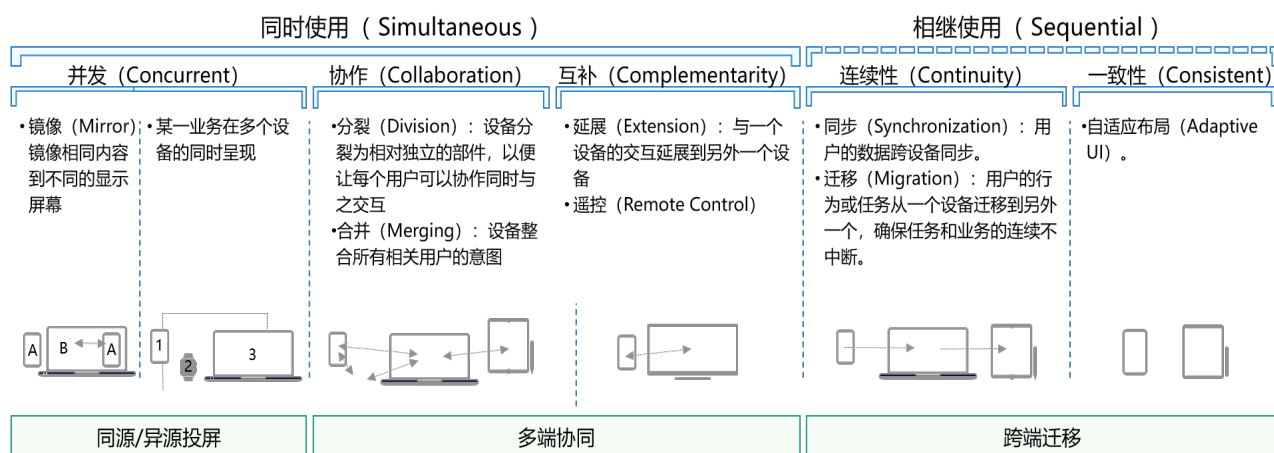 同时使用（ Simultaneous ）
相继使用（ Sequential ）
并发（Concurrent）
协作（Collaboration）
互补（Complementarity）
连续性（Continuity）
一致性（Consistent）
•镜像（Mirror）
镜像相同内容
到不同的显示
屏幕
•某一业务在多个设
备的同时呈现
•分裂（Division）：设备分
裂为相对独立的部件，以便
让每个用户可以协作同时与
之交互
•合并（Merging）：设备整
合所有相关用户的意图
•延展（Extension）：与一个
设备的交互延展到另外一个设
备
•遥控（Remote Control）
•同步（Synchronization）：用
户的数据跨设备同步。
•迁移（Migration）：用户的行
为或任务从一个设备迁移到另外
一个，确保任务和业务的连续不
中断。
•自适应布局（Adaptive
UI）。
A
B
A
1
2
3
同源/异源投屏
多端协同
跨端迁移